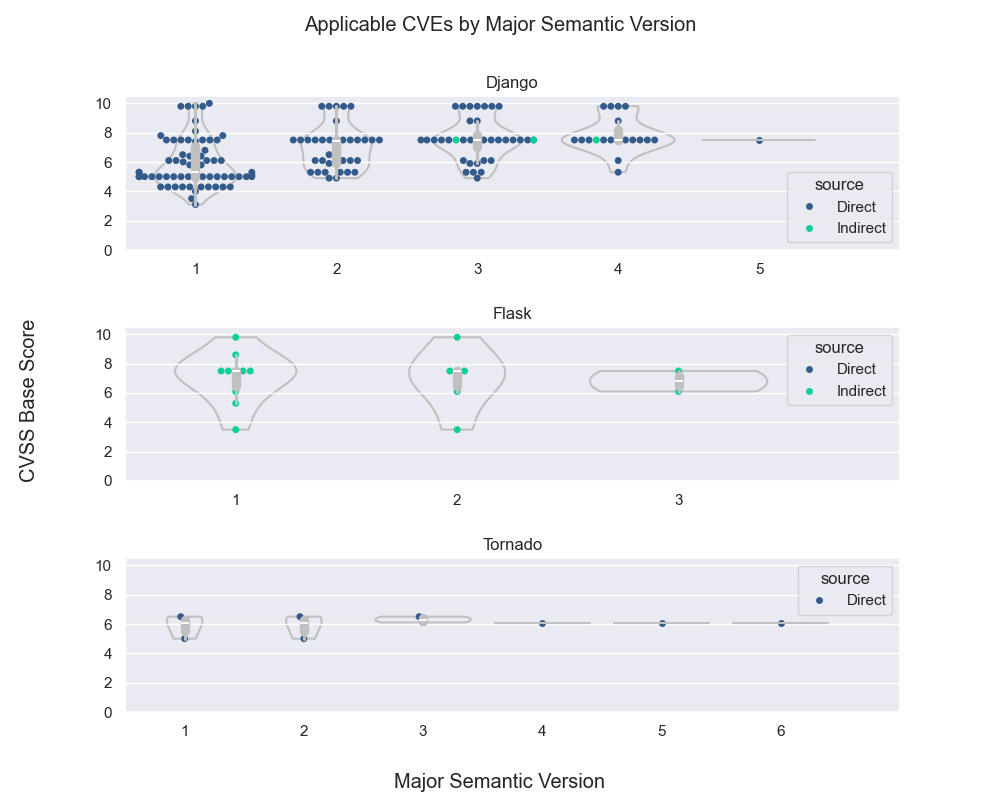 Applicable CVEs by Major Semantic Version
Django
10
8
6
4
2
0
source
Direct
Indirect
1 2 3 4 5
CVSS Base Score
Flask
10
8
6
4
2
0
source
Direct
Indirect
1 2 3
Tornado
10
8
6
4
2
0
source
Direct
1 2 3 4 5 6
Major Semantic Version